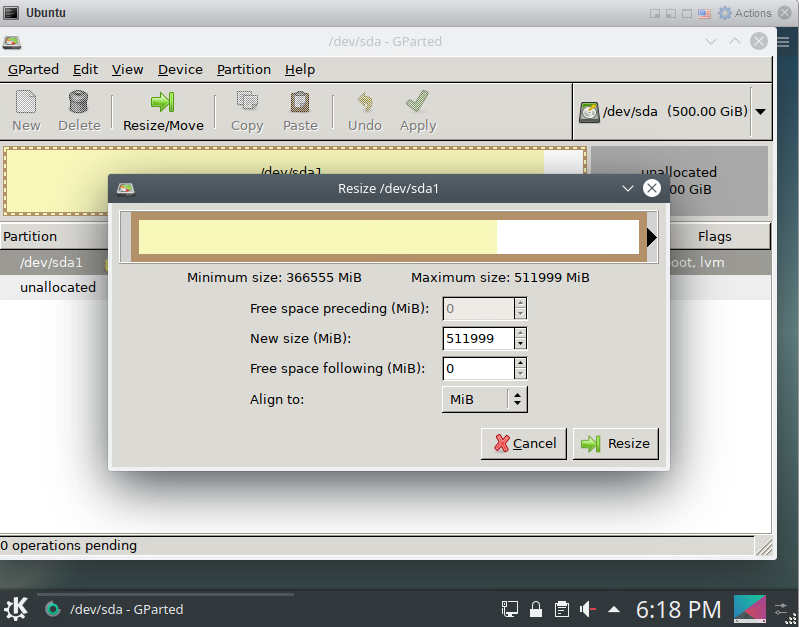 Ubuntu
Actions
/dev/sda - GParted
GParted Edit View Device Partition Help
New Delete Resize/Move Copy Paste Undo Apply
/dev/sda (500.00 GiB)
/dev/sda1
unallocated
00 GiB
Resize /dev/sda1
Partition
Flags
/dev/sda1
oot, lvm
unallocated
Minimum size: 366555 MiB Maximum size: 511999 MiB
Free space preceding (MiB): 0
New size (MiB): 511999
Free space following (MiB): 0
Align to: MiB
Cancel Resize
0 operations pending
/dev/sda - GParted
6:18 PM